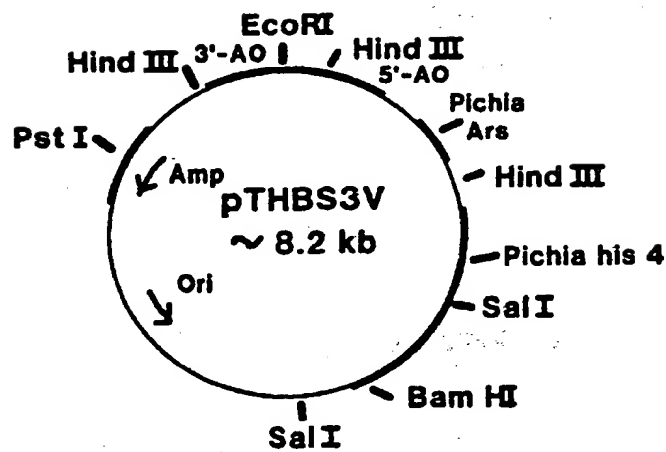 EcoRI
Hind III
3'-AO
Hind III
5'-AO
Pichia
Ars
Pst I
Amp
Hind III
pTHBS3V
~ 8.2 kb
Pichia his 4
Ori
Sal I
Bam HI
Sal I